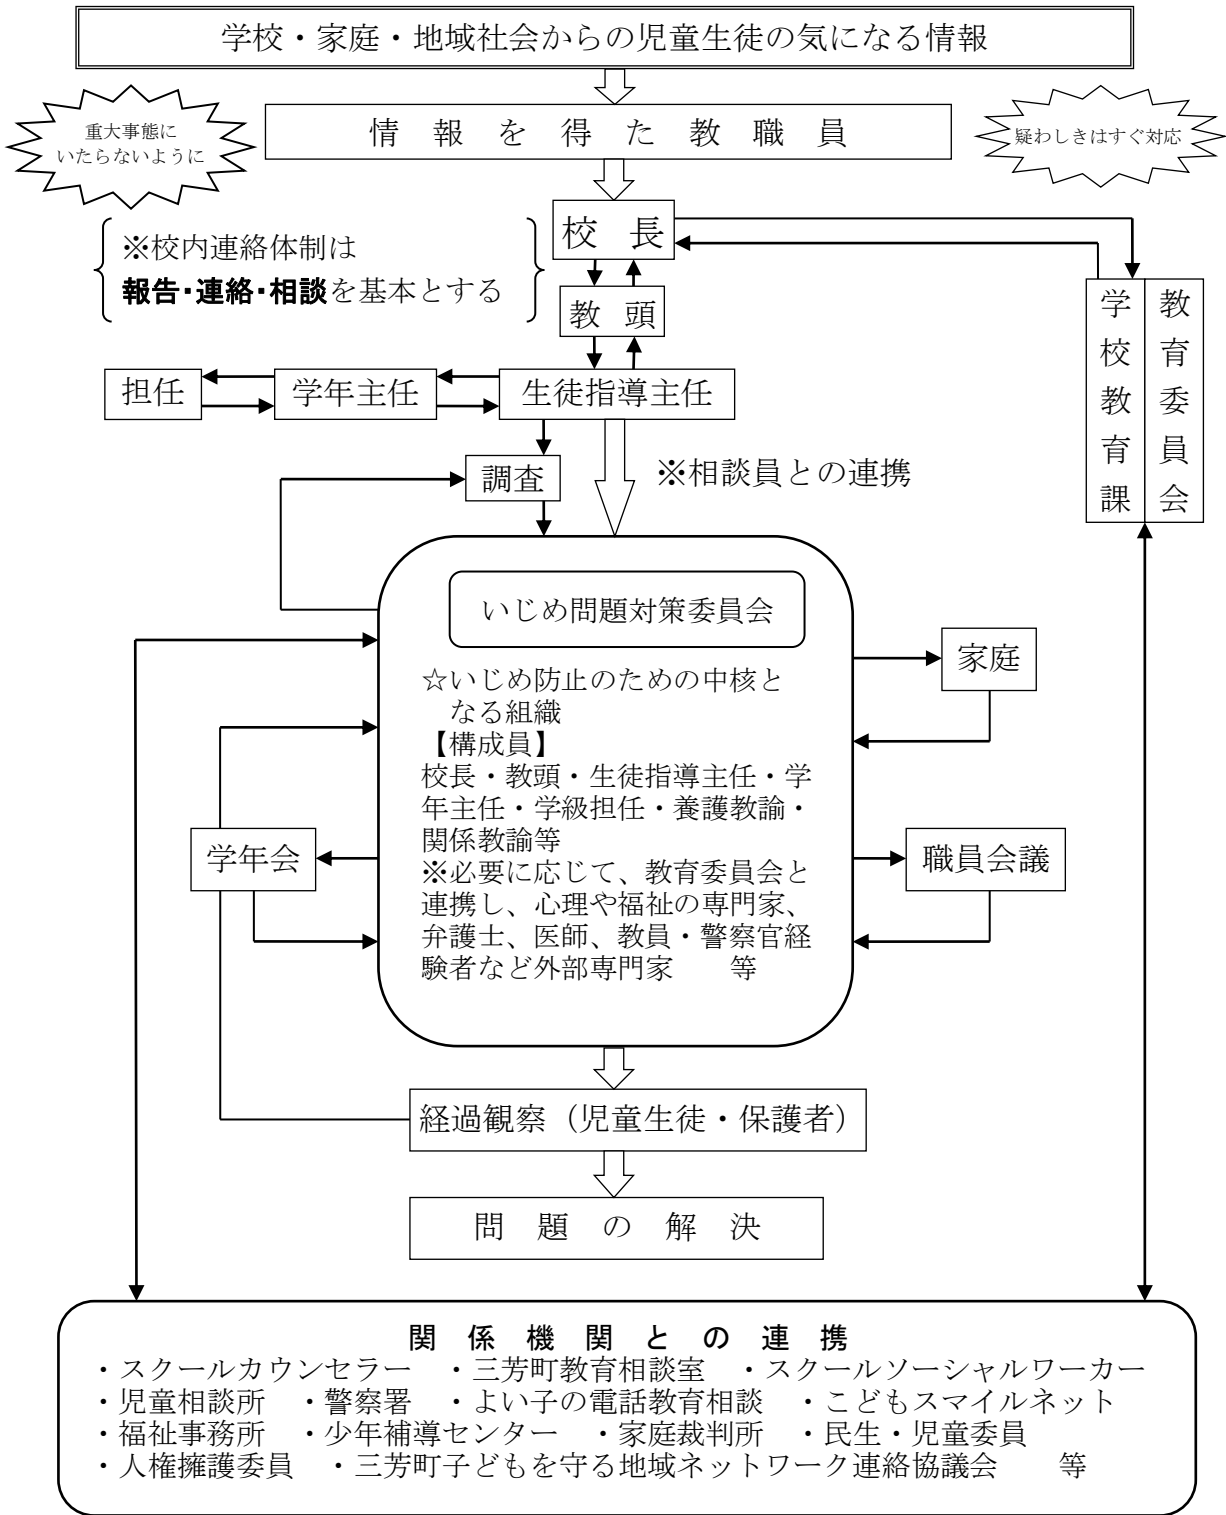 学校・家庭・地域社会からの児童生徒の気になる情報
重大事態に
いたらないように
情報を得た教職員
疑わしきはすぐ対応
校長
※校内連絡体制は
報告・連絡・相談を基本とする
教頭
学校教育課
教育委員会
担任
学年主任
生徒指導主任
調査
※相談員との連携
いじめ問題対策委員会
家庭
☆いじめ防止のための中核と
なる組織
【構成員】
校長・教頭・生徒指導主任・学
年主任・学級担任・養護教諭・
関係教諭等
※必要に応じて、教育委員会と
連携し、心理や福祉の専門家、
弁護士、医師、教員・警察官経
験者など外部専門家　　等
学年会
職員会議
経過観察（児童生徒・保護者）
問題の解決
関係機関との連携
・スクールカウンセラー　・三芳町教育相談室　・スクールソーシャルワーカー
・児童相談所　・警察署　・よい子の電話教育相談　・こどもスマイルネット
・福祉事務所　・少年補導センター　・家庭裁判所　・民生・児童委員
・人権擁護委員　・三芳町子どもを守る地域ネットワーク連絡協議会　　等